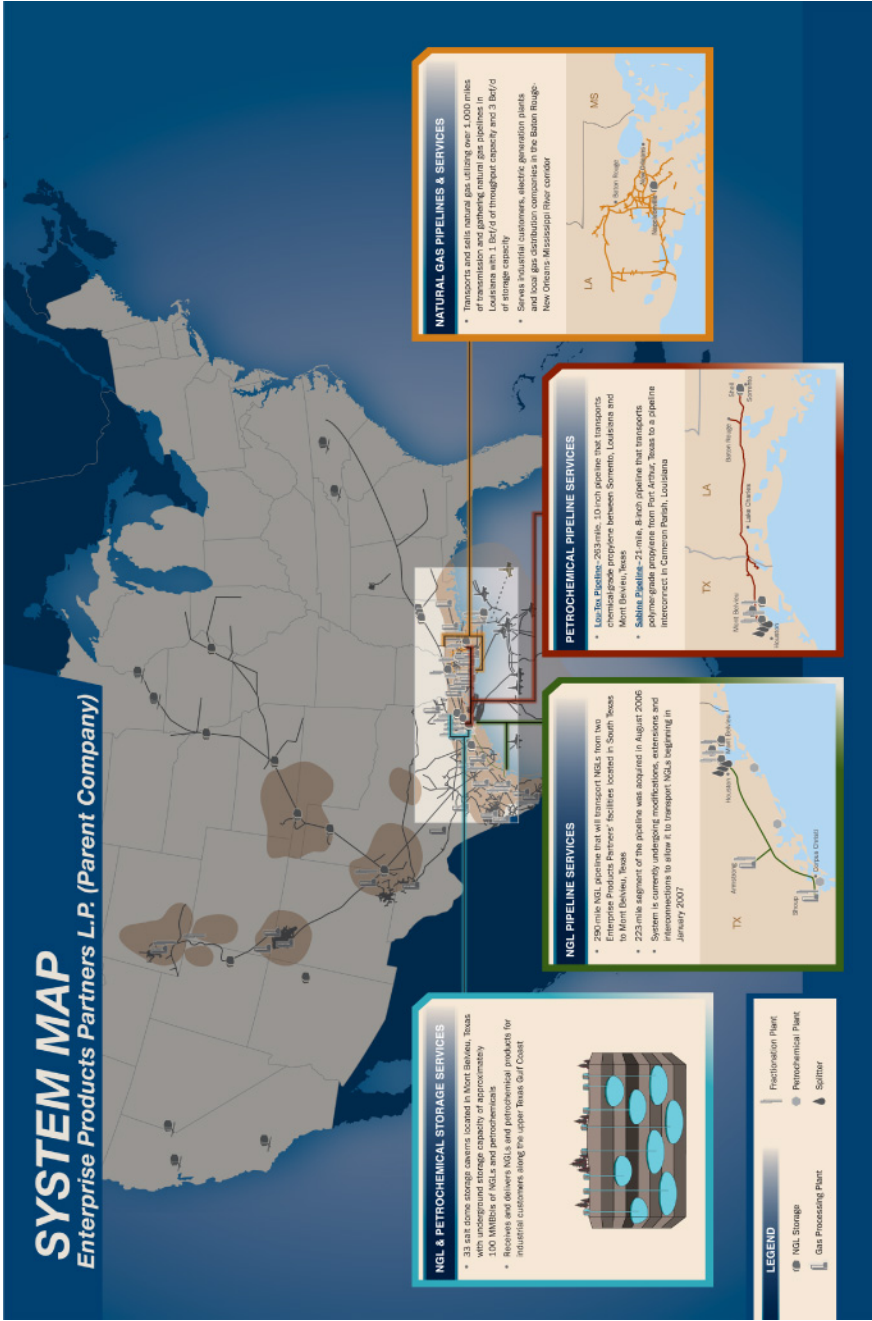 SYSTEM MAP
Enterprise Products Partners L.P. (Parent Company)
NGL & PETROCHEMICAL STORAGE SERVICES
• 33 salt dome storage caverns located in Mont Belvieu, Texas
with underground storage capacity of approximately
100 MMBbls of NGLs and petrochemicals
• Receives and delivers NGLs and petrochemical products for
industrial customers along the upper Texas Gulf Coast
NGL PIPELINE SERVICES
• 290-mile NGL pipeline that will transport NGLs from two
Enterprise Products Partners' facilities located in South Texas
to Mont Belvieu, Texas
• 223-mile segment of the pipeline was acquired in August 2006
• System is currently undergoing modifications, extensions and
interconnections to allow it to transport NGLs beginning in
January 2007
TX
Armstrong
Shoup
Corpus Christi
Houston
Mont Belvieu
PETROCHEMICAL PIPELINE SERVICES
• Lou-Tex Pipeline–263-mile, 10-inch pipeline that transports
chemical-grade propylene between Sorrento, Louisiana and
Mont Belvieu, Texas
• Sabine Pipeline–21-mile, 8-inch pipeline that transports
polymer-grade propylene from Port Arthur, Texas to a pipeline
interconnect in Cameron Parish, Louisiana
TX
LA
Mont Belvieu
Houston
Lake Charles
Baton Rouge
Shell
Sorrento
NATURAL GAS PIPELINES & SERVICES
• Transports and sells natural gas utilizing over 1,000 miles
of transmission and gathering natural gas pipelines in
Louisiana with 1 Bcf/d of throughput capacity and 3 Bcf/d
of storage capacity
• Serves industrial customers, electric generation plants
and local gas distribution companies in the Baton Rouge-
New Orleans-Mississippi River corridor
LA
MS
Baton Rouge
New Orleans
LEGEND
NGL Storage
Gas Processing Plant
Fractionation Plant
Petrochemical Plant
Splitter